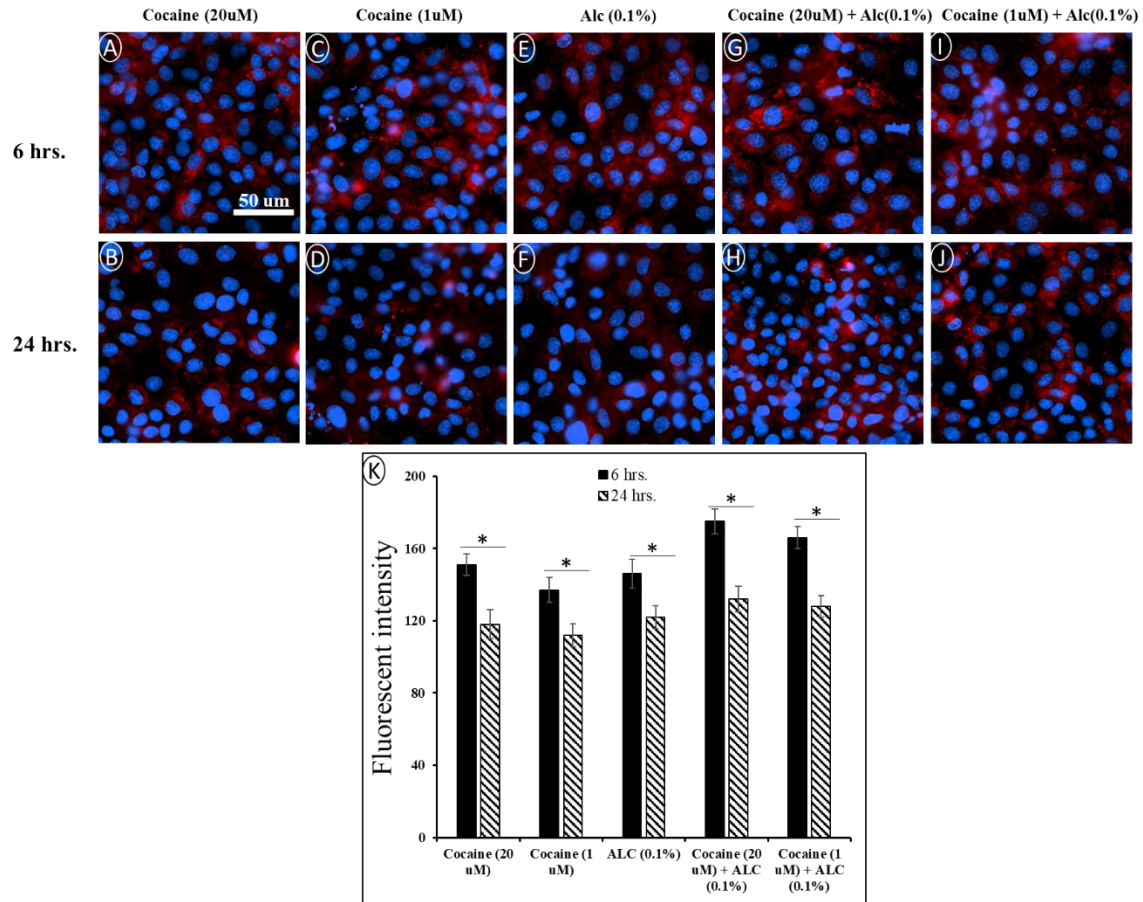 Cocaine (20uM)
Cocaine (1uM)
Alc (0.1%)
Cocaine (20uM) + Alc(0.1%)
Cocaine (1uM) + Alc(0.1%)
6 hrs.
A
C
E
G
I
50 um
24 hrs.
B
D
F
H
J
K
Fluorescent intensity
200
160
120
80
40
0
6 hrs.
24 hrs.
*
*
*
*
*
Cocaine (20
uM)
Cocaine (1
uM)
ALC (0.1%)
Cocaine (20
uM) + ALC
(0.1%)
Cocaine (1
uM) + ALC
(0.1%)